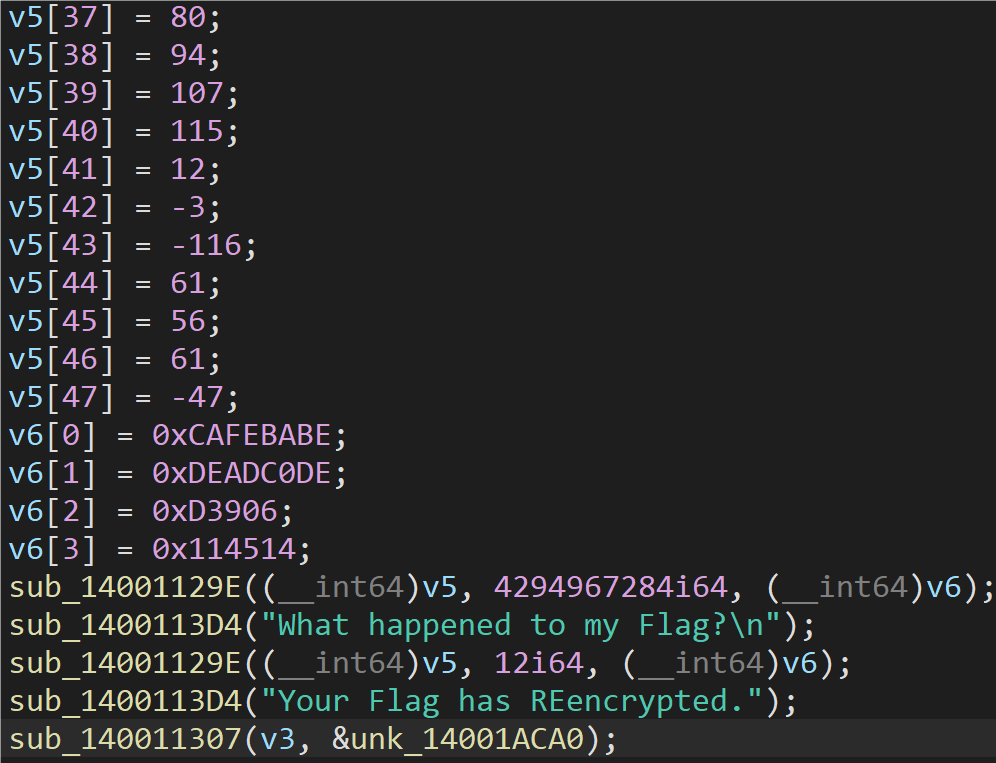 v5[37] = 80;
v5[38] = 94;
v5[39] = 107;
v5[40] = 115;
v5[41] = 12;
v5[42] = -3;
v5[43] = -116;
v5[44] = 61;
v5[45] = 56;
v5[46] = 61;
v5[47] = -47;
v6[0] = 0xCAFEBABE;
v6[1] = 0xDEADC0DE;
v6[2] = 0xD3906;
v6[3] = 0x114514;
sub_14001129E((__int64)v5, 4294967284i64, (__int64)v6);
sub_1400113D4("What happened to my Flag?\n");
sub_14001129E((__int64)v5, 12i64, (__int64)v6);
sub_1400113D4("Your Flag has REencrypted.");
sub_140011307(v3, &unk_14001ACA0);